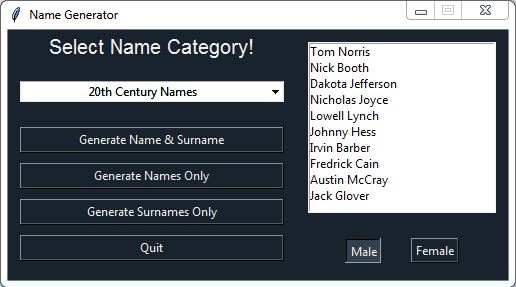 Name Generator
Select Name Category!
20th Century Names
Generate Name & Surname
Generate Names Only
Generate Surnames Only
Quit
Tom Norris
Nick Booth
Dakota Jefferson
Nicholas Joyce
Lowell Lynch
Johnny Hess
Irvin Barber
Fredrick Cain
Austin McCray
Jack Glover
Male
Female